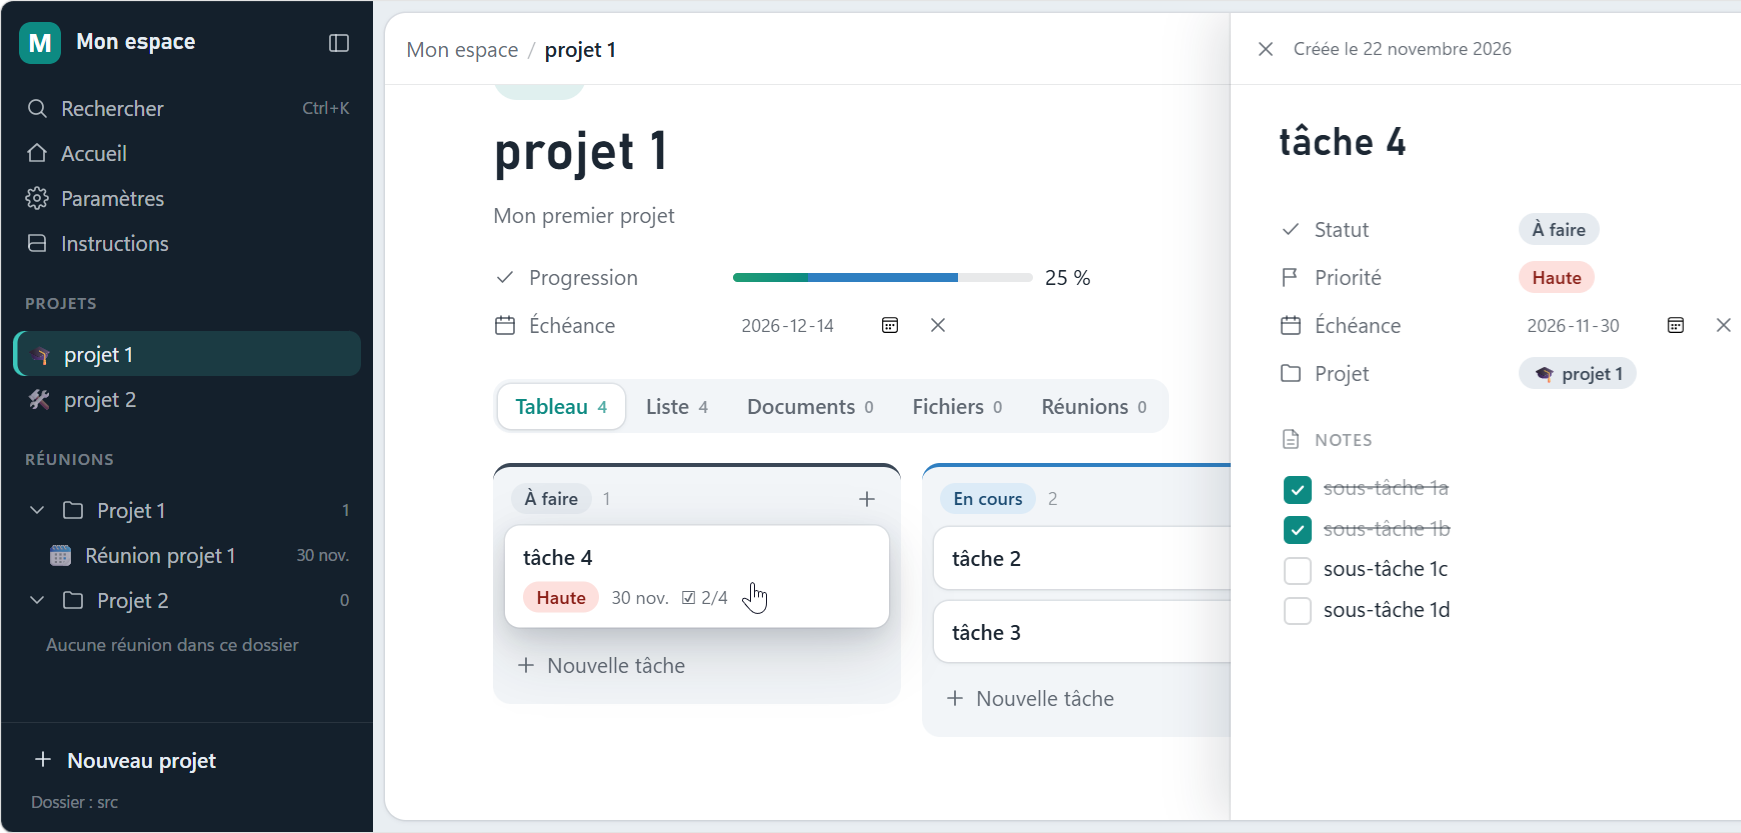 M Mon espace
Rechercher Ctrl+K
Accueil
Paramètres
Instructions
PROJETS
projet 1
projet 2
RÉUNIONS
Projet 1 1
Réunion projet 1 30 nov.
Projet 2 0
Aucune réunion dans ce dossier
Nouveau projet
Dossier : src
Mon espace / projet 1
projet 1
Mon premier projet
Progression 25 %
Échéance 2026-12-14
Tableau 4 Liste 4 Documents 0 Fichiers 0 Réunions 0
À faire 1
tâche 4
Haute 30 nov. 2/4
Nouvelle tâche
En cours 2
tâche 2
tâche 3
Nouvelle tâche
Créée le 22 novembre 2026
tâche 4
Statut À faire
Priorité Haute
Échéance 2026-11-30
Projet projet 1
NOTES
sous-tâche 1a
sous-tâche 1b
sous-tâche 1c
sous-tâche 1d